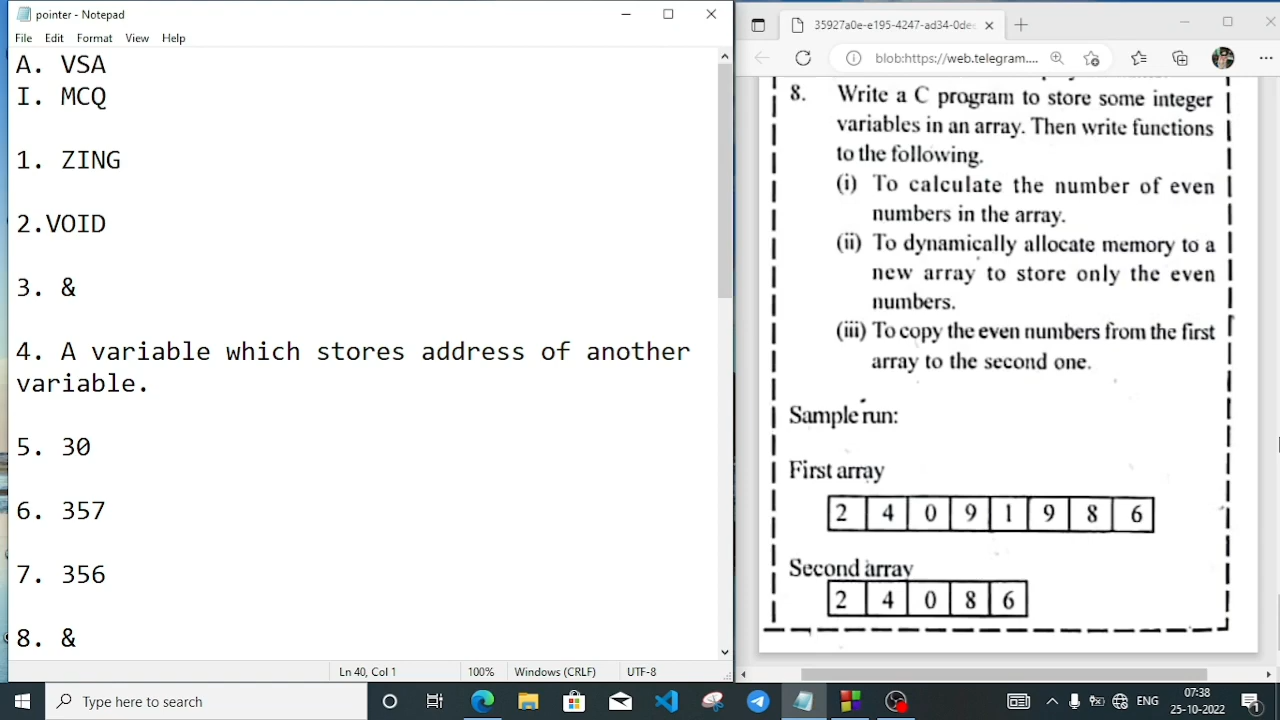 pointer - Notepad
File Edit Format View Help
A. VSA
I. MCQ
1. ZING
2.VOID
3. &
4. A variable which stores address of another
variable.
5. 30
6. 357
7. 356
8. &
Ln 40, Col 1 100% Windows (CRLF) UTF-8
35927a0e-e195-4247-ad34-0de
blob:https://web.telegram....
8. Write a C program to store some integer
variables in an array. Then write functions
to the following.
(i) To calculate the number of even
numbers in the array.
(ii) To dynamically allocate memory to a
new array to store only the even
numbers.
(iii) To copy the even numbers from the first
array to the second one.
Sample run:
First array
2 4 0 9 1 9 8 6
Second array
2 4 0 8 6
Type here to search
ENG
07:38
25-10-2022
1